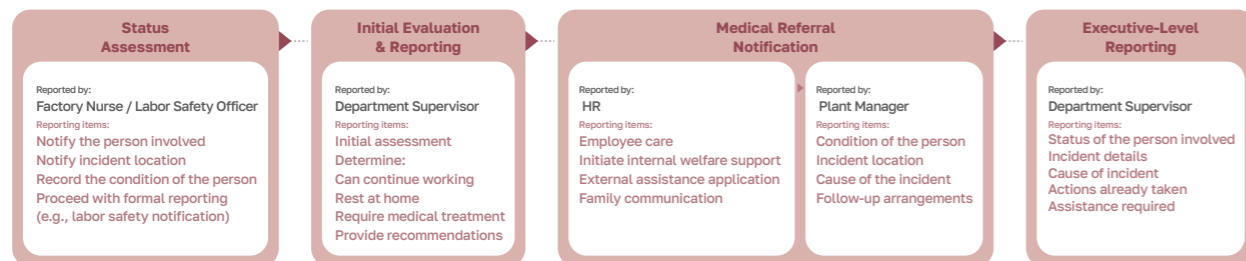 Status
Assessment
Reported by:
Factory Nurse / Labor Safety Officer
Reporting items:
Notify the person involved
Notify incident location
Record the condition of the person
Proceed with formal reporting
(e.g., labor safety notification)
Initial Evaluation
& Reporting
Reported by:
Department Supervisor
Reporting items:
Initial assessment
Determine:
Can continue working
Rest at home
Require medical treatment
Provide recommendations
Medical Referral
Notification
Reported by:
HR
Reporting items:
Employee care
Initiate internal welfare support
External assistance application
Family communication
Reported by:
Plant Manager
Reporting items:
Condition of the person
Incident location
Cause of the incident
Follow-up arrangements
Executive-Level
Reporting
Reported by:
Department Supervisor
Reporting items:
Status of the person involved
Incident details
Cause of incident
Actions already taken
Assistance required